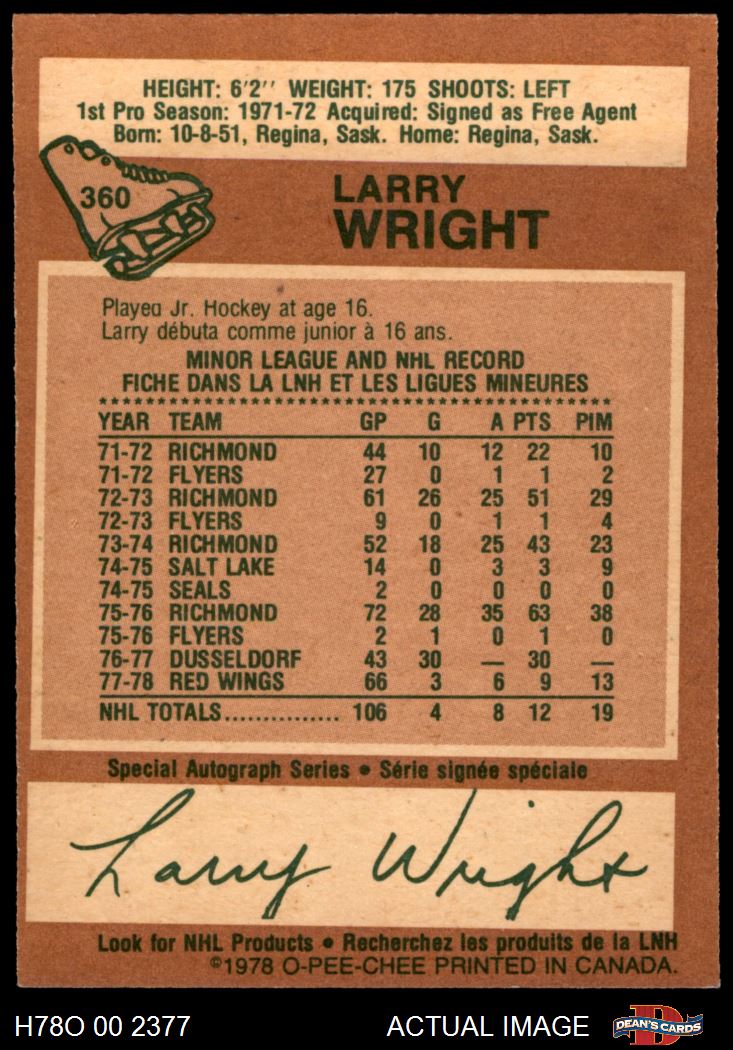 HEIGHT: 6'2'' WEIGHT: 175 SHOOTS: LEFT
1st Pro Season: 1971-72 Acquired: Signed as Free Agent
Born: 10-8-51, Regina, Sask. Home: Regina, Sask.
360
LARRY
WRIGHT
Played Jr. Hockey at age 16.
Larry débuta comme junior à 16 ans.
MINOR LEAGUE AND NHL RECORD
FICHE DANS LA LNH ET LES LIGUES MINEURES
YEAR TEAM GP G A PTS PIM
71-72 RICHMOND 44 10 12 22 10
71-72 FLYERS 27 0 1 1 2
72-73 RICHMOND 61 26 25 51 29
72-73 FLYERS 9 0 1 1 4
73-74 RICHMOND 52 18 25 43 23
74-75 SALT LAKE 14 0 3 3 9
74-75 SEALS 2 0 0 0 0
75-76 RICHMOND 72 28 35 63 38
75-76 FLYERS 2 1 0 1 0
76-77 DUSSELDORF 43 30 — 30 —
77-78 RED WINGS 66 3 6 9 13
NHL TOTALS............... 106 4 8 12 19
Special Autograph Series • Série signée spéciale
Larry Wright
Look for NHL Products • Recherchez les produits de la LNH
©1978 O-PEE-CHEE PRINTED IN CANADA.
H78O 00 2377 ACTUAL IMAGE DEAN'S CARDS